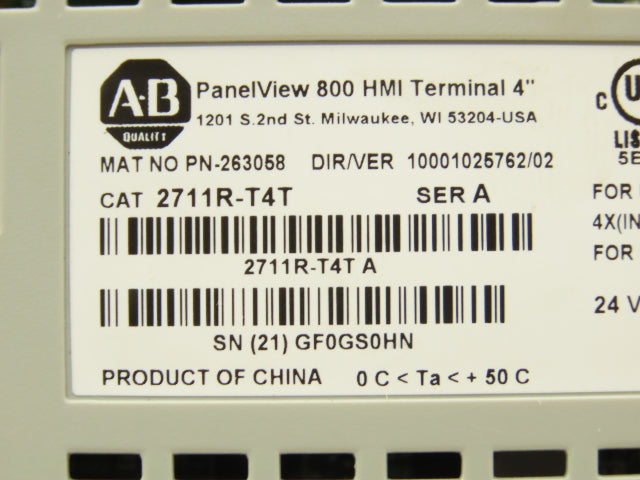 A·B
QUALITY
PanelView 800 HMI Terminal 4"
1201 S.2nd St. Milwaukee, WI 53204-USA
MAT NO PN-263058 DIR/VER 10001025762/02
CAT 2711R-T4T SER A
2711R-T4T A
SN (21) GF0GS0HN
PRODUCT OF CHINA 0 C < Ta < + 50 C
C U
LIS
5E
FOR
4X(IN
FOR
24 V